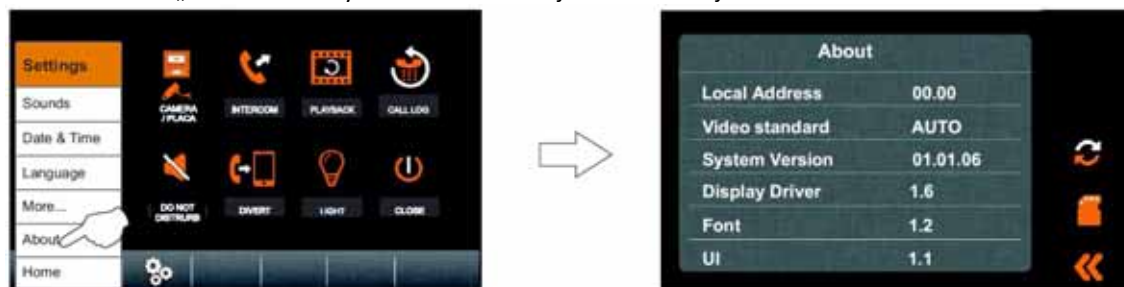 Settings
Sounds
Date & Time
Language
More...
About
Home
CAMERA
/ PLACA
INTERCOM
PLAYBACK
CALL LOG
DO NOT
DISTRURB
DIVERT
LIGHT
CLOSE
About
Local Address 00.00
Video standard AUTO
System Version 01.01.06
Display Driver 1.6
Font 1.2
UI 1.1